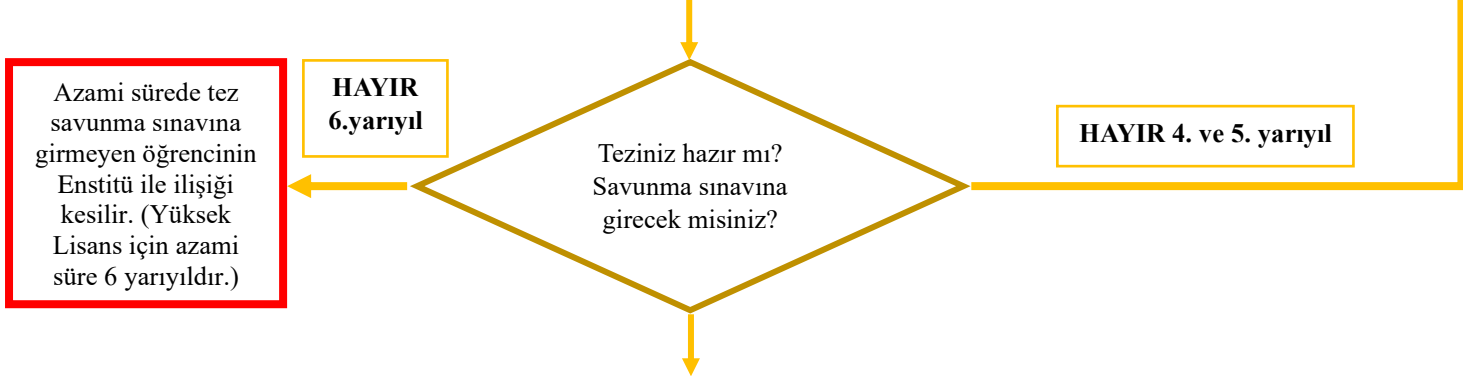 Azami sürede tez
savunma sınavına
girmeyen öğrencinin
Enstitü ile ilişiği
kesilir. (Yüksek
Lisans için azami
süre 6 yarıyıldır.)
HAYIR
6.yarıyıl
Teziniz hazır mı?
Savunma sınavına
girecek misiniz?
HAYIR 4. ve 5. yarıyıl